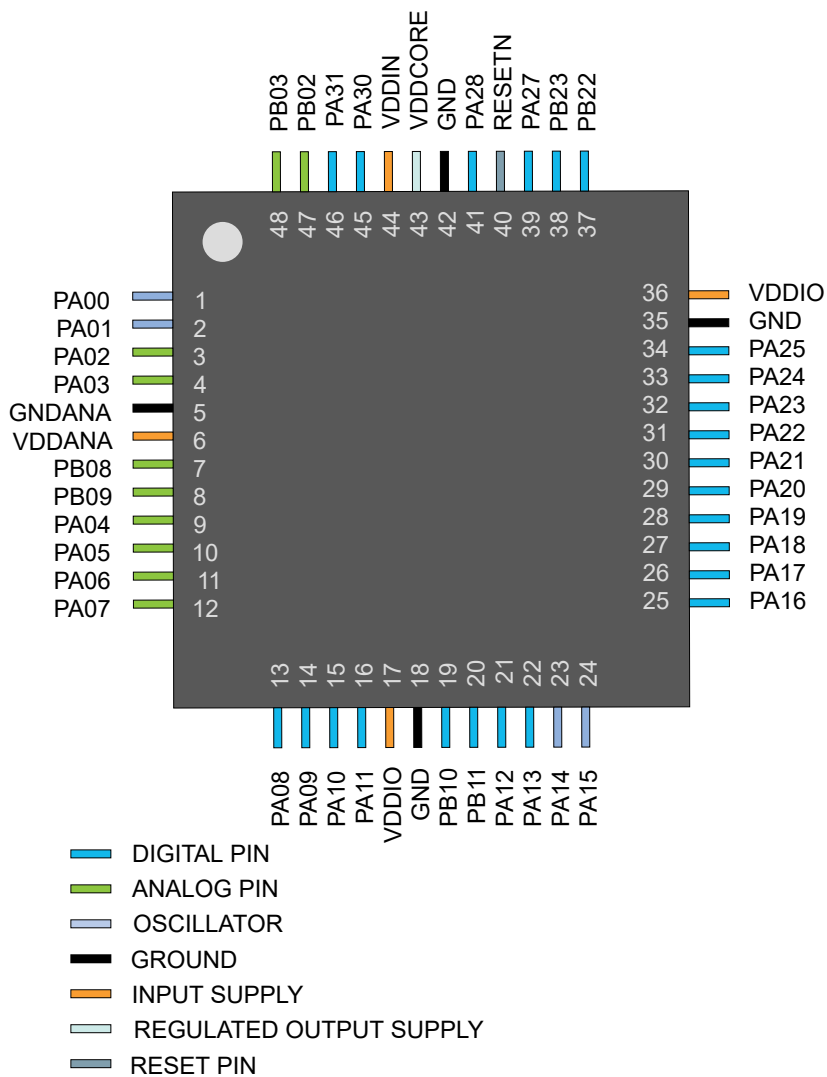 PB03
PB02
PA31
PA30
VDDIN
VDDCORE
GND
PA28
RESETN
PA27
PB23
PB22
48
47
46
45
44
43
42
41
40
39
38
37
PA00 1
PA01 2
PA02 3
PA03 4
GNDANA 5
VDDANA 6
PB08 7
PB09 8
PA04 9
PA05 10
PA06 11
PA07 12
36 VDDIO
35 GND
34 PA25
33 PA24
32 PA23
31 PA22
30 PA21
29 PA20
28 PA19
27 PA18
26 PA17
25 PA16
13
14
15
16
17
18
19
20
21
22
23
24
PA08
PA09
PA10
PA11
VDDIO
GND
PB10
PB11
PA12
PA13
PA14
PA15
DIGITAL PIN
ANALOG PIN
OSCILLATOR
GROUND
INPUT SUPPLY
REGULATED OUTPUT SUPPLY
RESET PIN